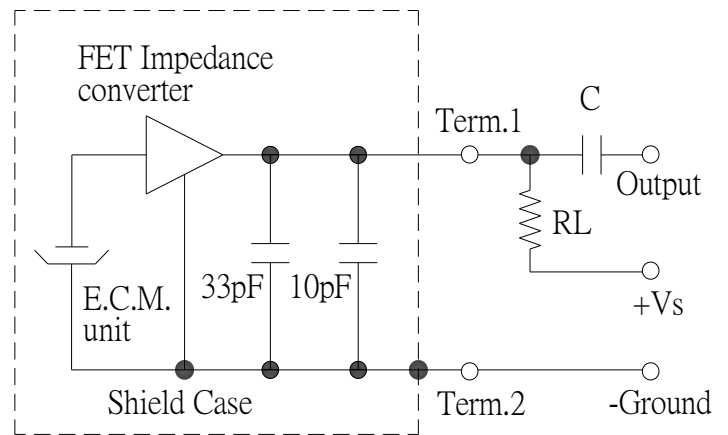 FET Impedance
converter
Term.1
C
Output
RL
+Vs
33pF
10pF
E.C.M.
unit
Shield Case
Term.2
-Ground